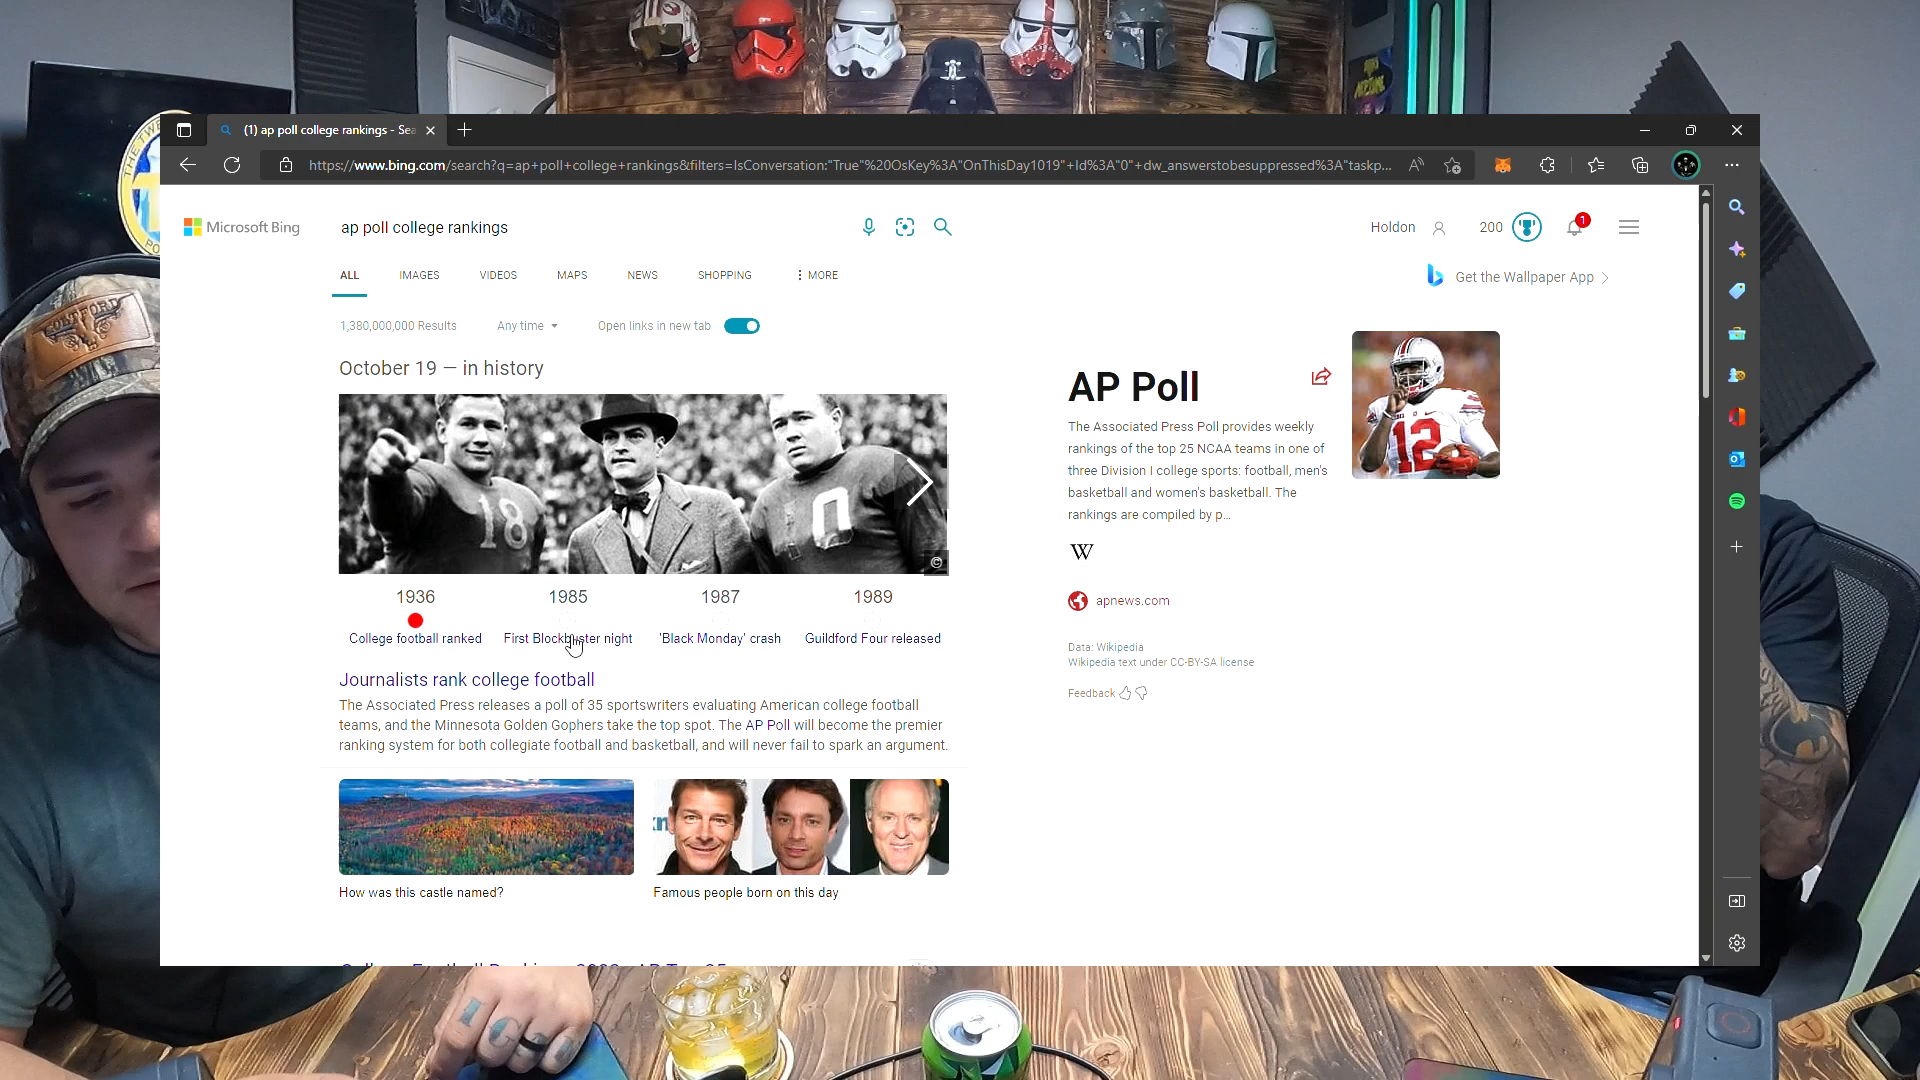 (1) ap poll college rankings - Sea
https://www.bing.com/search?q=ap+poll+college+rankings&filters=IsConversation:"True"%20OsKey%3A"OnThisDay1019"+Id%3A"0"+dw_answerstobesuppressed%3A"taskp...
Microsoft Bing
ap poll college rankings
Holdon
200
1
ALL
IMAGES
VIDEOS
MAPS
NEWS
SHOPPING
MORE
Get the Wallpaper App
1,380,000,000 Results
Any time
Open links in new tab
October 19 — in history
18
1936
1985
1987
1989
College football ranked
First Blockbuster night
'Black Monday' crash
Guildford Four released
Journalists rank college football
The Associated Press releases a poll of 35 sportswriters evaluating American college football
teams, and the Minnesota Golden Gophers take the top spot. The AP Poll will become the premier
ranking system for both collegiate football and basketball, and will never fail to spark an argument.
How was this castle named?
Famous people born on this day
AP Poll
The Associated Press Poll provides weekly
rankings of the top 25 NCAA teams in one of
three Division I college sports: football, men's
basketball and women's basketball. The
rankings are compiled by p...
W
apnews.com
Data: Wikipedia
Wikipedia text under CC-BY-SA license
Feedback
12